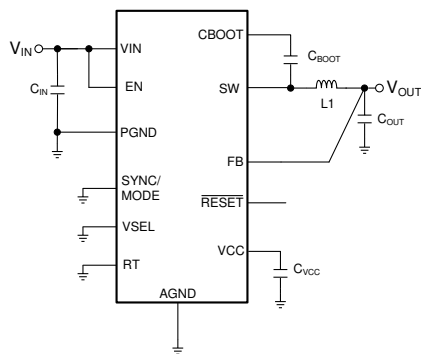 VIN
CIN
VIN
EN
PGND
SYNC/
MODE
VSEL
RT
AGND
CBOOT
SW
FB
RESET
VCC
CBOOT
L1
VOUT
COUT
CVCC